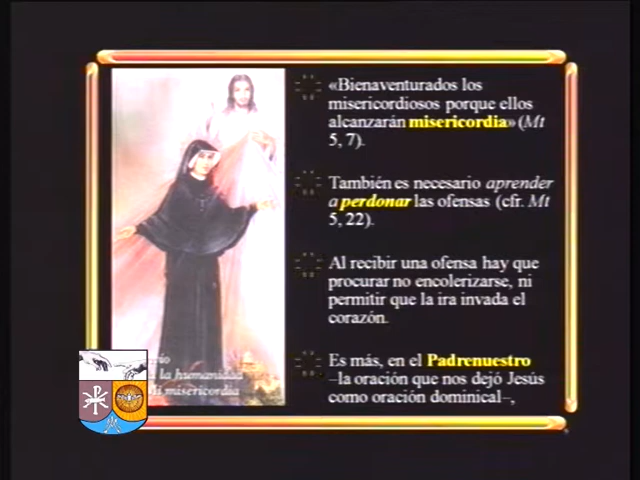 «Bienaventurados los
misericordiosos porque ellos
alcanzarán misericordia» (Mt
5, 7).
También es necesario aprender
a perdonar las ofensas (cfr. Mt
5, 22).
Al recibir una ofensa hay que
procurar no encolerizarse, ni
permitir que la ira invada el
corazón.
Es más, en el Padrenuestro
–la oración que nos dejó Jesús
como oración dominical–,
la humanidad
Mi misericordia